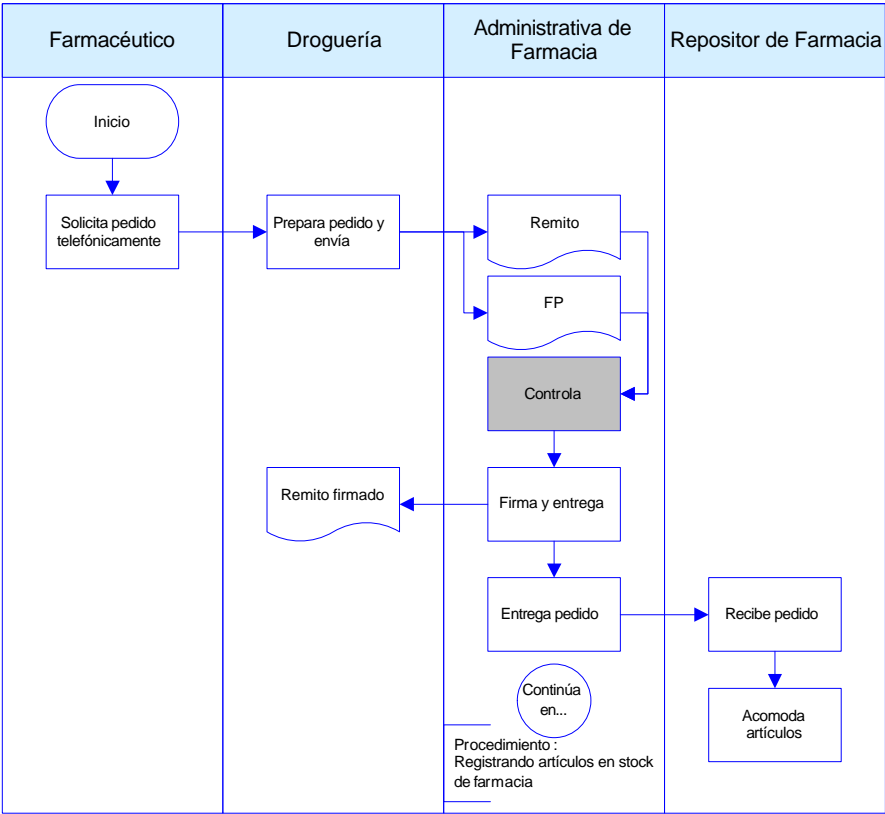 Farmacéutico
Droguería
Administrativa de
Farmacia
Repositor de Farmacia
Inicio
Solicita pedido
telefónicamente
Prepara pedido y
envía
Remito
FP
Controla
Remito firmado
Firma y entrega
Entrega pedido
Recibe pedido
Continúa
en...
Acomoda
artículos
Procedimiento :
Registrando artículos en stock
de farmacia